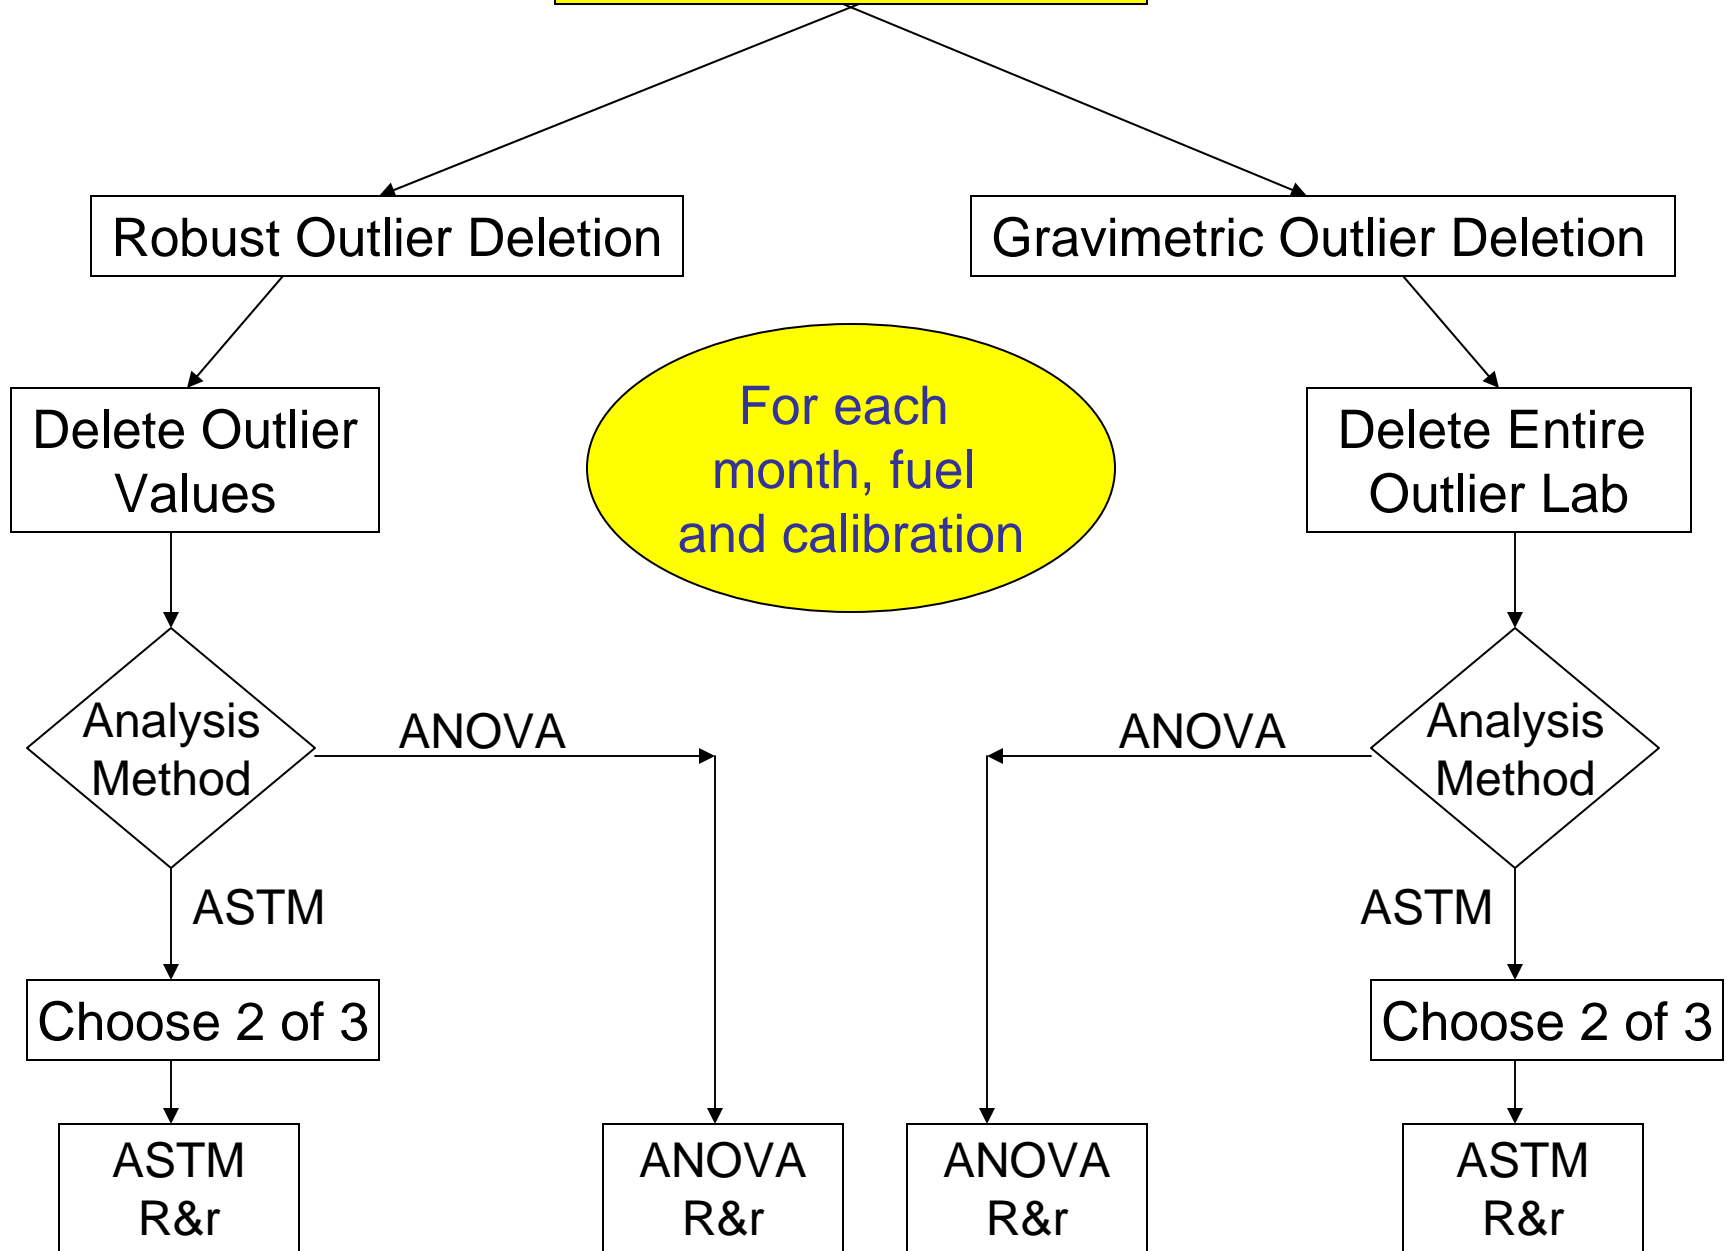 Robust Outlier Deletion
Gravimetric Outlier Deletion
Delete Outlier
Values
For each
month, fuel
and calibration
Delete Entire
Outlier Lab
Analysis
Method
ANOVA
ANOVA
Analysis
Method
ASTM
ASTM
Choose 2 of 3
Choose 2 of 3
ASTM
R&r
ANOVA
R&r
ANOVA
R&r
ASTM
R&r